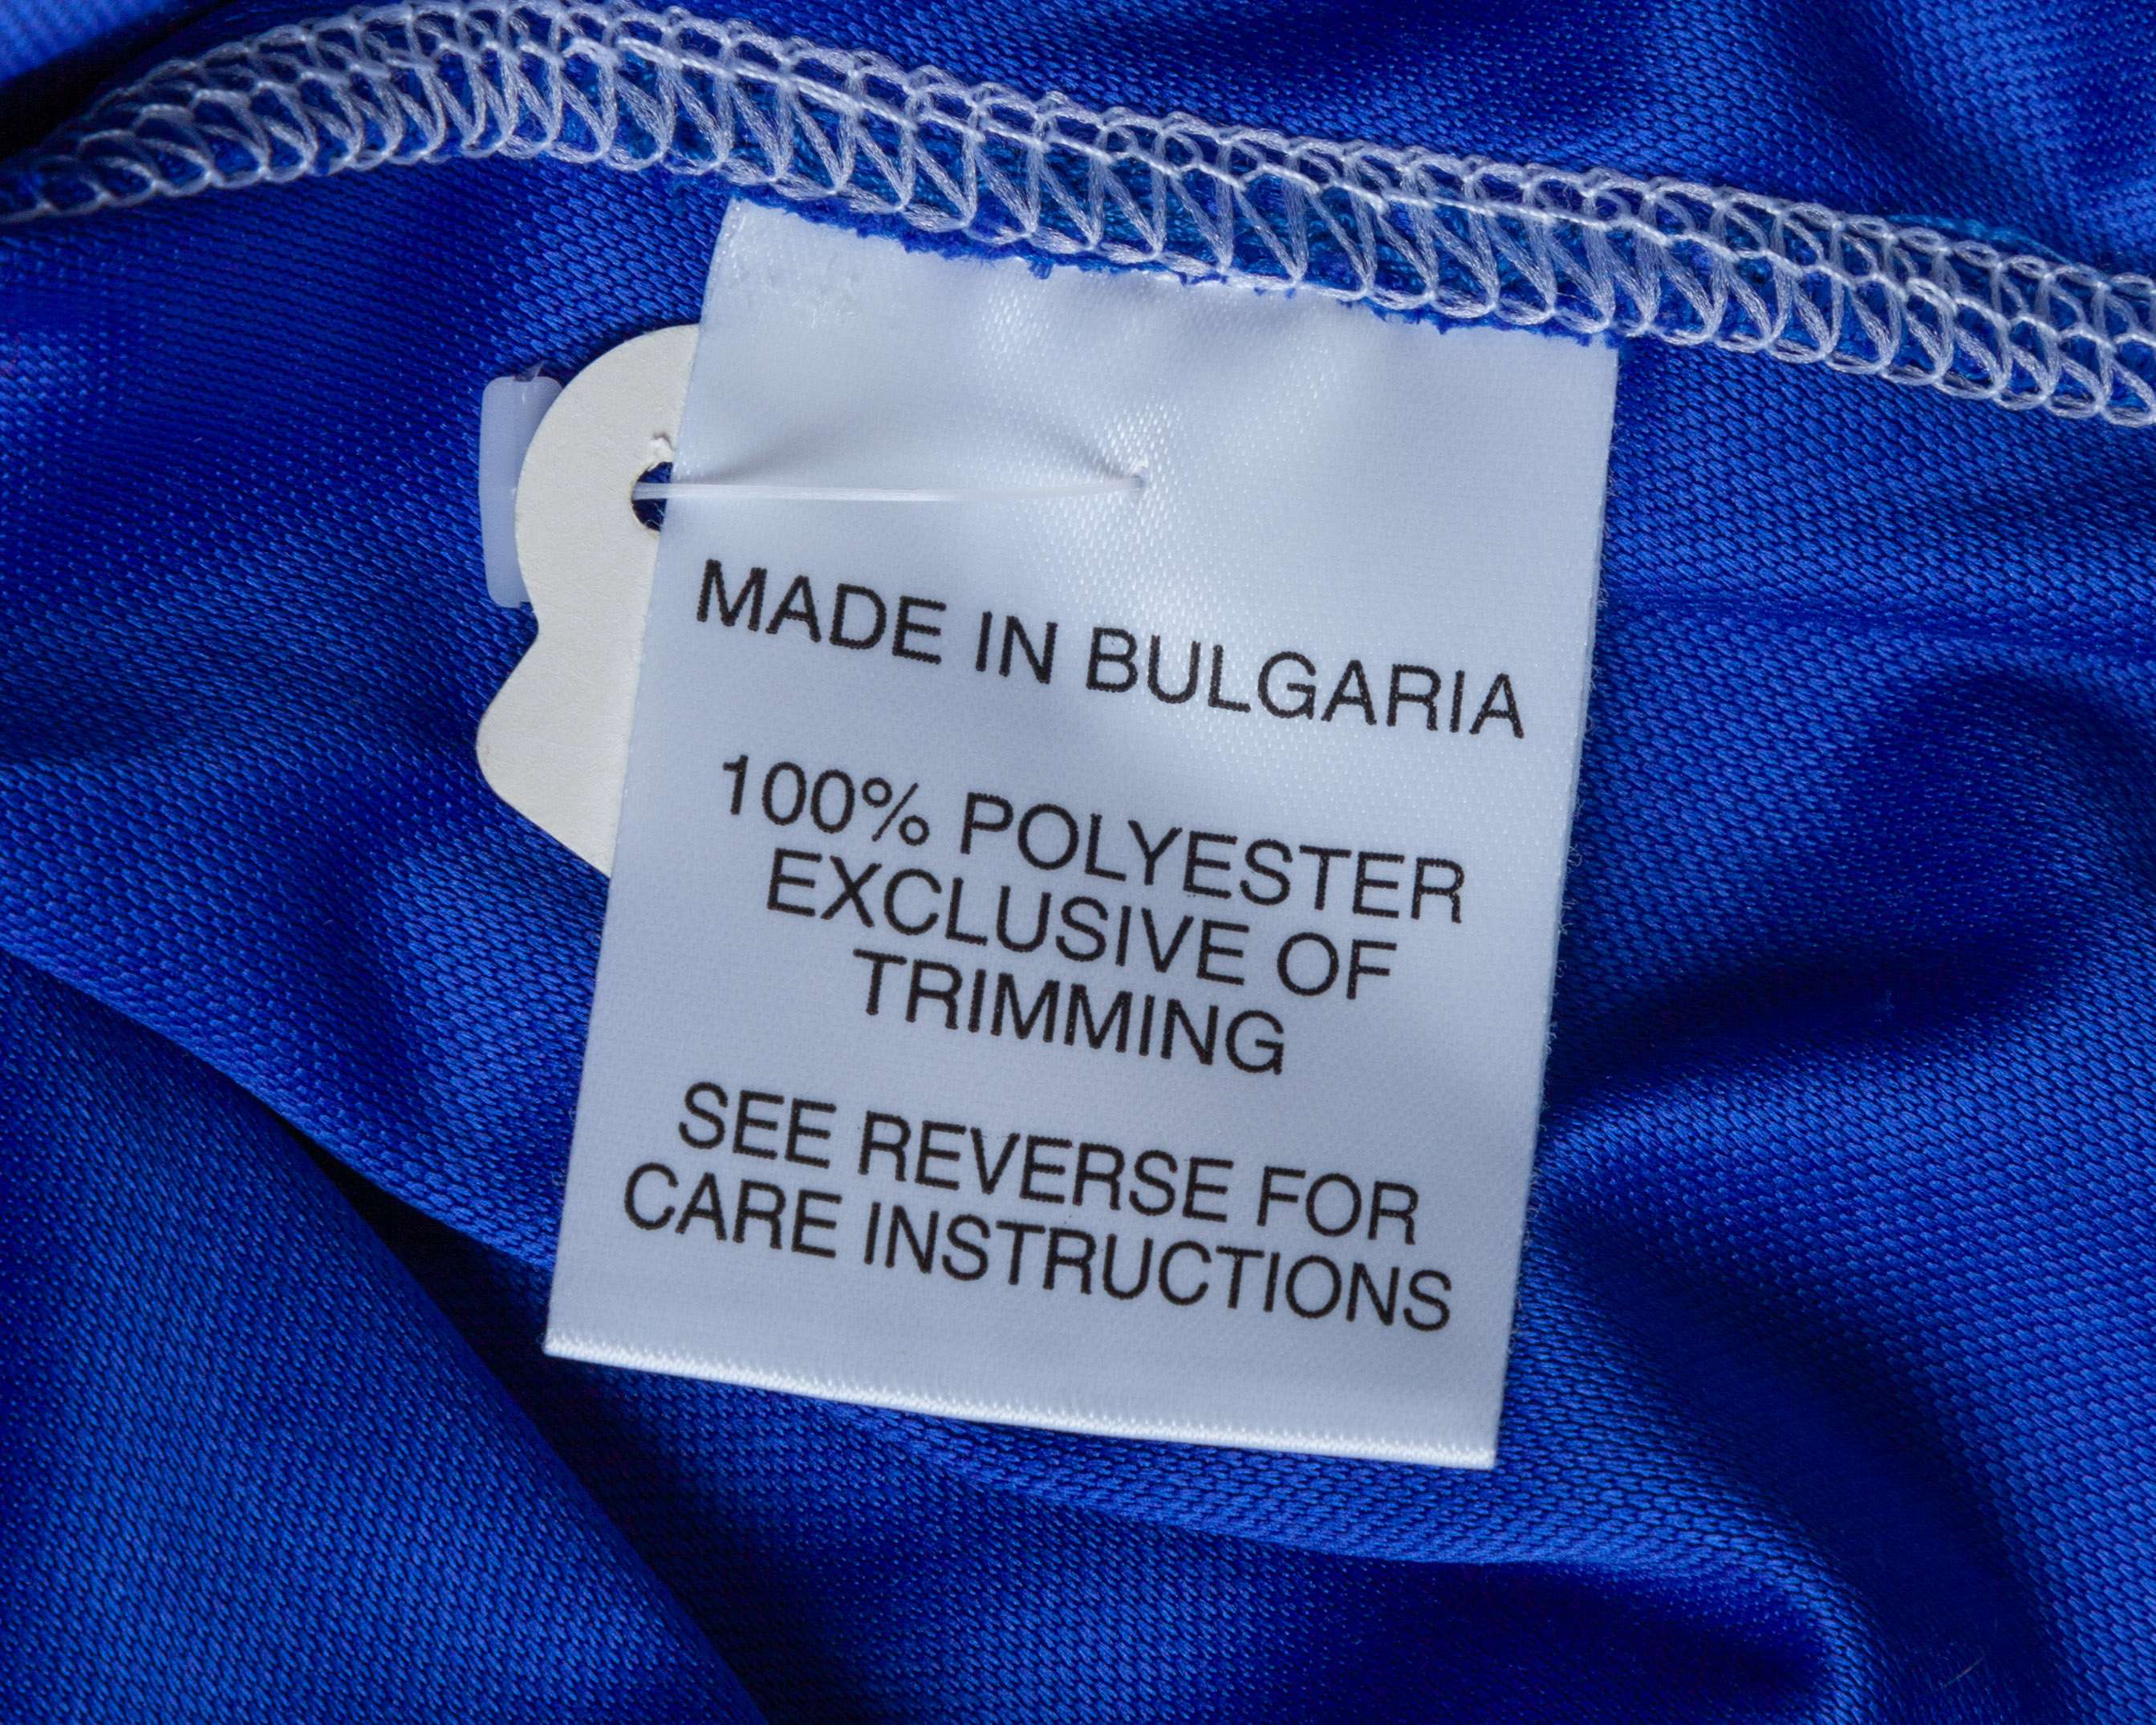 MADE IN BULGARIA
100% POLYESTER
EXCLUSIVE OF
TRIMMING
SEE REVERSE FOR
CARE INSTRUCTIONS